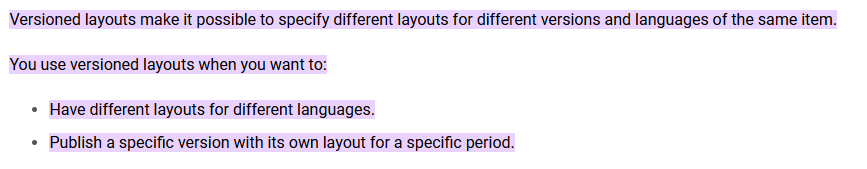 Versioned layouts make it possible to specify different layouts for different versions and languages of the same item.
You use versioned layouts when you want to:
• Have different layouts for different languages.
• Publish a specific version with its own layout for a specific period.